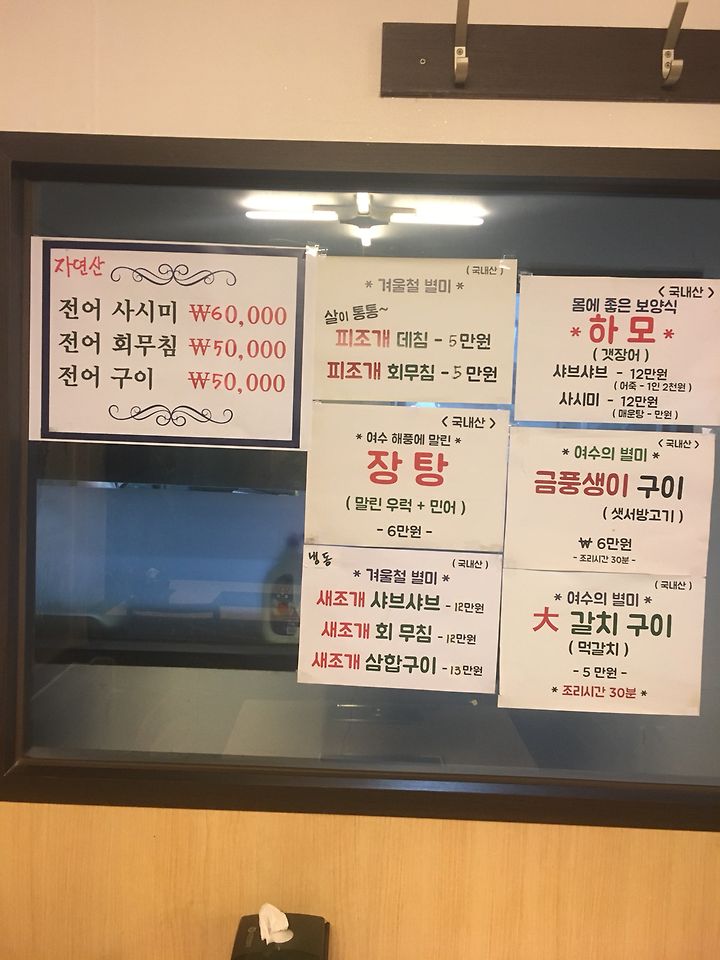 자연산
전어 사시미 ₩60,000
전어 회무침 ₩50,000
전어 구이 ₩50,000
(국내산)
* 겨울철 별미 *
살이 통통~
피조개 데침 - 5만원
피조개 회무침 - 5만원
< 국내산 >
* 여수 해풍에 말린 *
장탕
( 말린 우럭 + 민어 )
- 6만원 -
냉동
(국내산)
* 겨울철 별미 *
새조개 샤브샤브 - 12만원
새조개 회 무침 - 12만원
새조개 삼합구이 - 13만원
< 국내산 >
몸에 좋은 보양식
* 하모 *
( 갯장어 )
샤브샤브 - 12만원
( 어죽 - 1인 2천원 )
사시미 - 12만원
( 매운탕 - 만원 )
< 국내산 >
* 여수의 별미 *
금풍생이 구이
( 샛서방고기 )
₩ 6만원
- 조리시간 30분 -
(국내산)
* 여수의 별미 *
大 갈치 구이
( 먹갈치 )
- 5만원 -
* 조리시간 30분 *